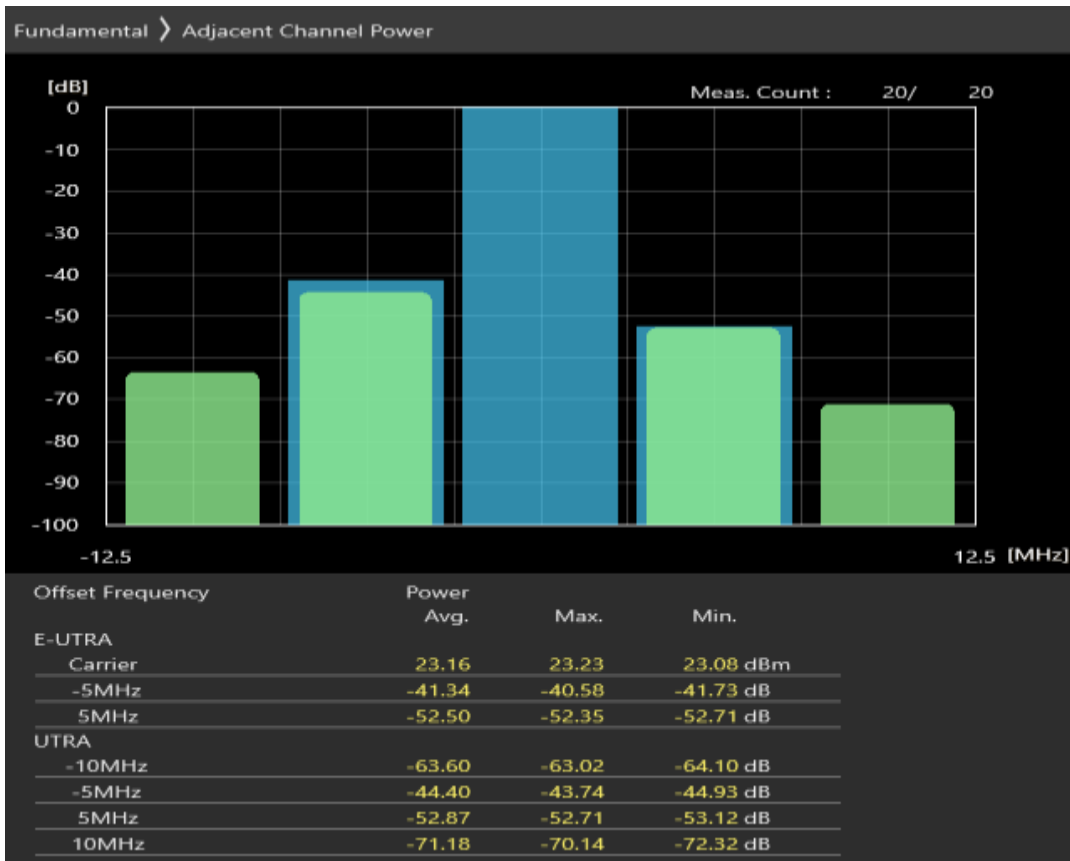 Fundamental ❯ Adjacent Channel Power
[dB]
Meas. Count : 20/ 20
0
-10
-20
-30
-40
-50
-60
-70
-80
-90
-100
-12.5 12.5 [MHz]
Offset Frequency Power
Avg. Max. Min.
E-UTRA
Carrier 23.16 23.23 23.08 dBm
-5MHz -41.34 -40.58 -41.73 dB
5MHz -52.50 -52.35 -52.71 dB
UTRA
-10MHz -63.60 -63.02 -64.10 dB
-5MHz -44.40 -43.74 -44.93 dB
5MHz -52.87 -52.71 -53.12 dB
10MHz -71.18 -70.14 -72.32 dB